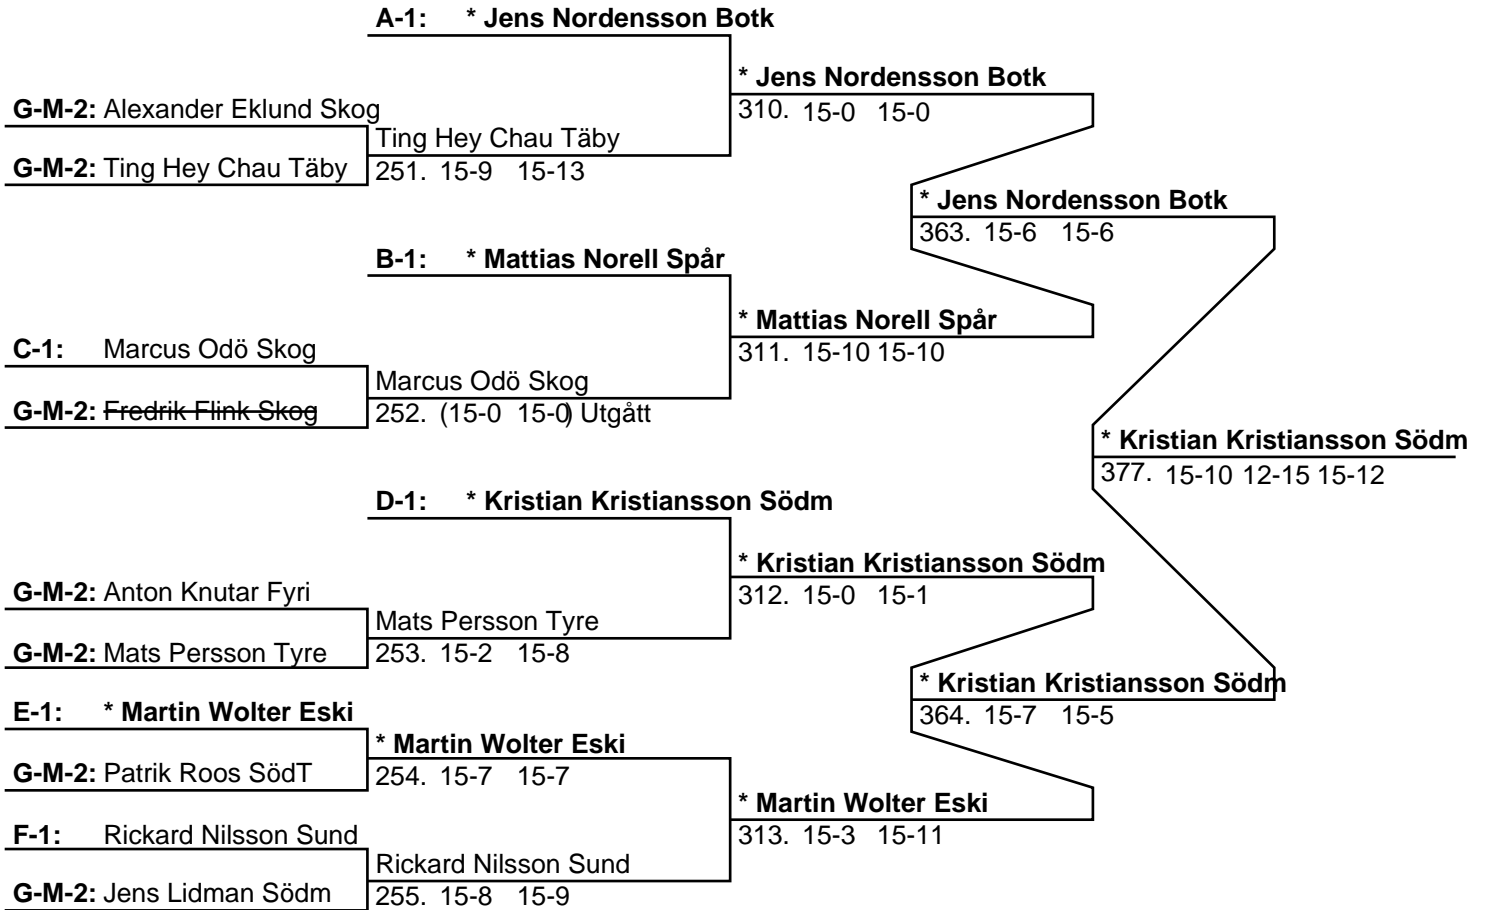 A-1: * Jens Nordensson Botk
* Jens Nordensson Botk
G-M-2: Alexander Eklund Skog
310. 15-0 15-0
Ting Hey Chau Täby
G-M-2: Ting Hey Chau Täby
251. 15-9 15-13
* Jens Nordensson Botk
363. 15-6 15-6
B-1: * Mattias Norell Spår
* Mattias Norell Spår
C-1: Marcus Odö Skog
311. 15-10 15-10
Marcus Odö Skog
G-M-2: Fredrik Flink Skog
252. (15-0 15-0) Utgått
* Kristian Kristiansson Södm
377. 15-10 12-15 15-12
D-1: * Kristian Kristiansson Södm
* Kristian Kristiansson Södm
G-M-2: Anton Knutar Fyri
312. 15-0 15-1
Mats Persson Tyre
G-M-2: Mats Persson Tyre
253. 15-2 15-8
* Kristian Kristiansson Södm
E-1: * Martin Wolter Eski
364. 15-7 15-5
* Martin Wolter Eski
G-M-2: Patrik Roos SödT
254. 15-7 15-7
* Martin Wolter Eski
F-1: Rickard Nilsson Sund
313. 15-3 15-11
Rickard Nilsson Sund
G-M-2: Jens Lidman Södm
255. 15-8 15-9